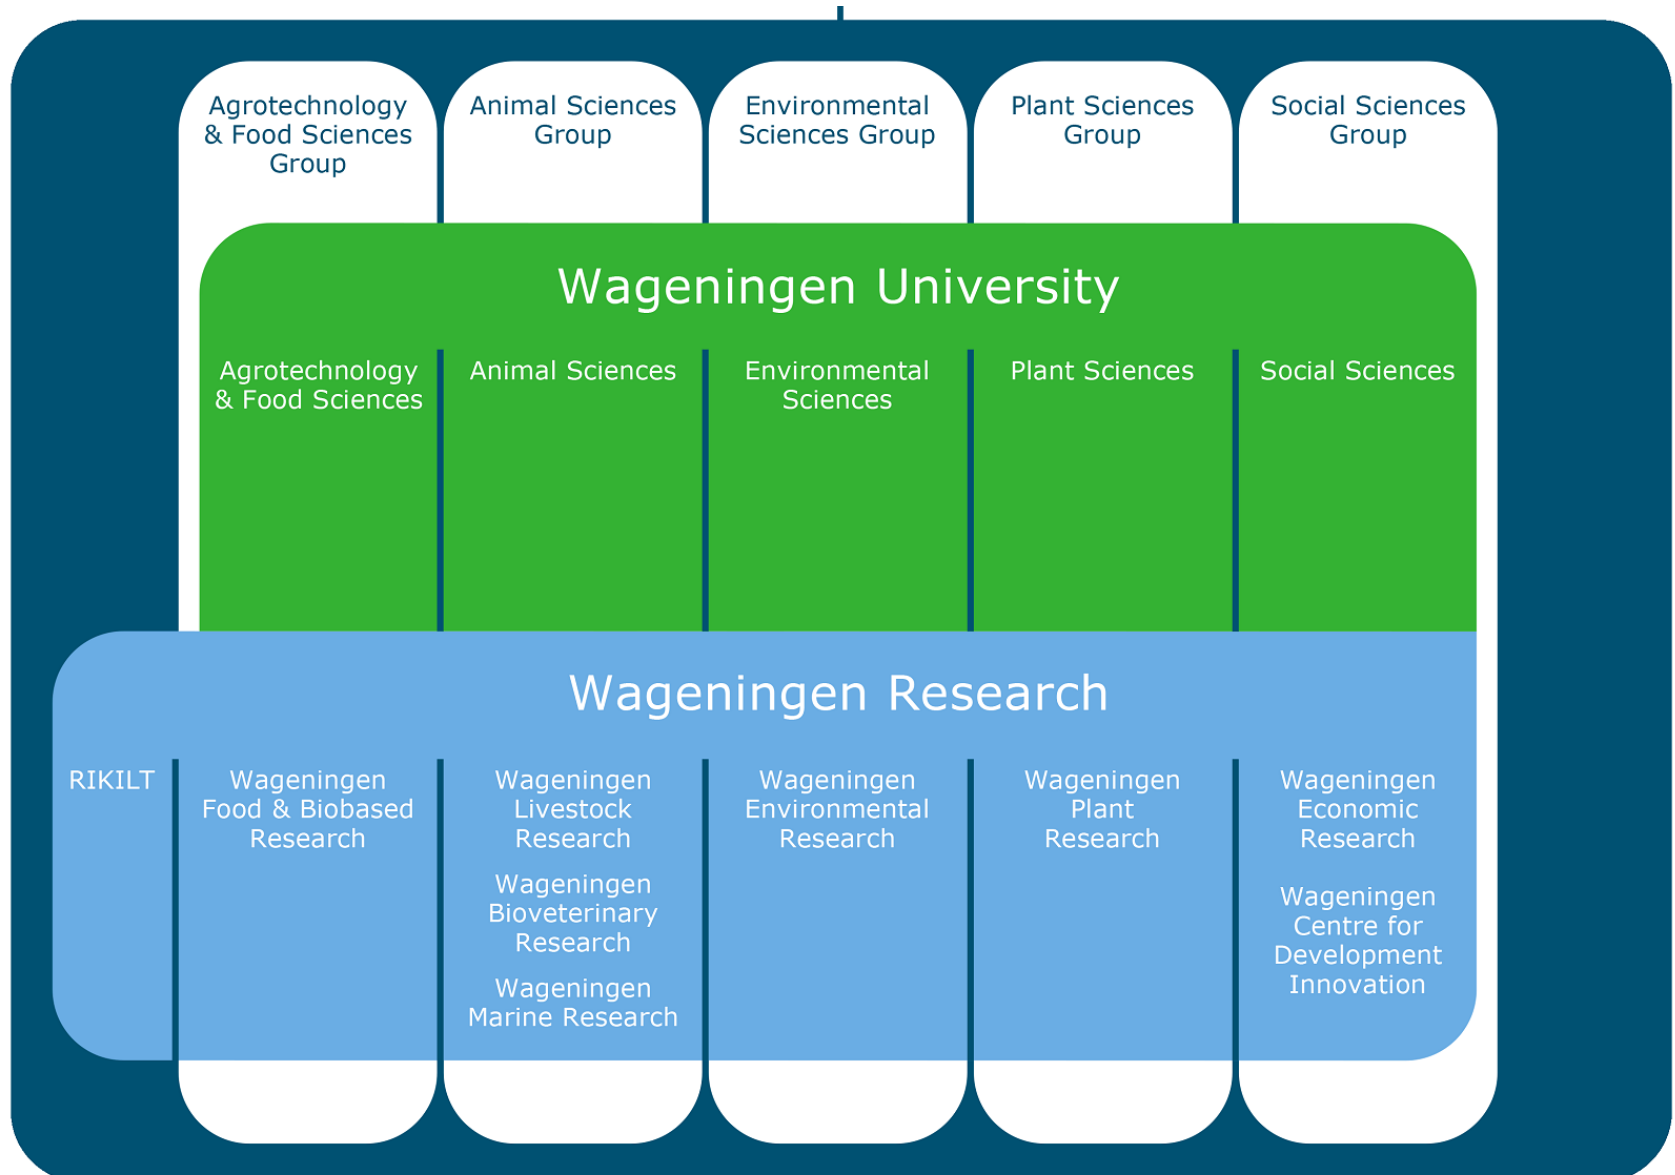 Agrotechnology
& Food Sciences
Group
Animal Sciences
Group
Environmental
Sciences Group
Plant Sciences
Group
Social Sciences
Group
Wageningen University
Agrotechnology
& Food Sciences
Animal Sciences
Environmental
Sciences
Plant Sciences
Social Sciences
Wageningen Research
RIKILT
Wageningen
Food & Biobased
Research
Wageningen
Livestock
Research
Wageningen
Bioveterinary
Research
Wageningen
Marine Research
Wageningen
Environmental
Research
Wageningen
Plant
Research
Wageningen
Economic
Research
Wageningen
Centre for
Development
Innovation